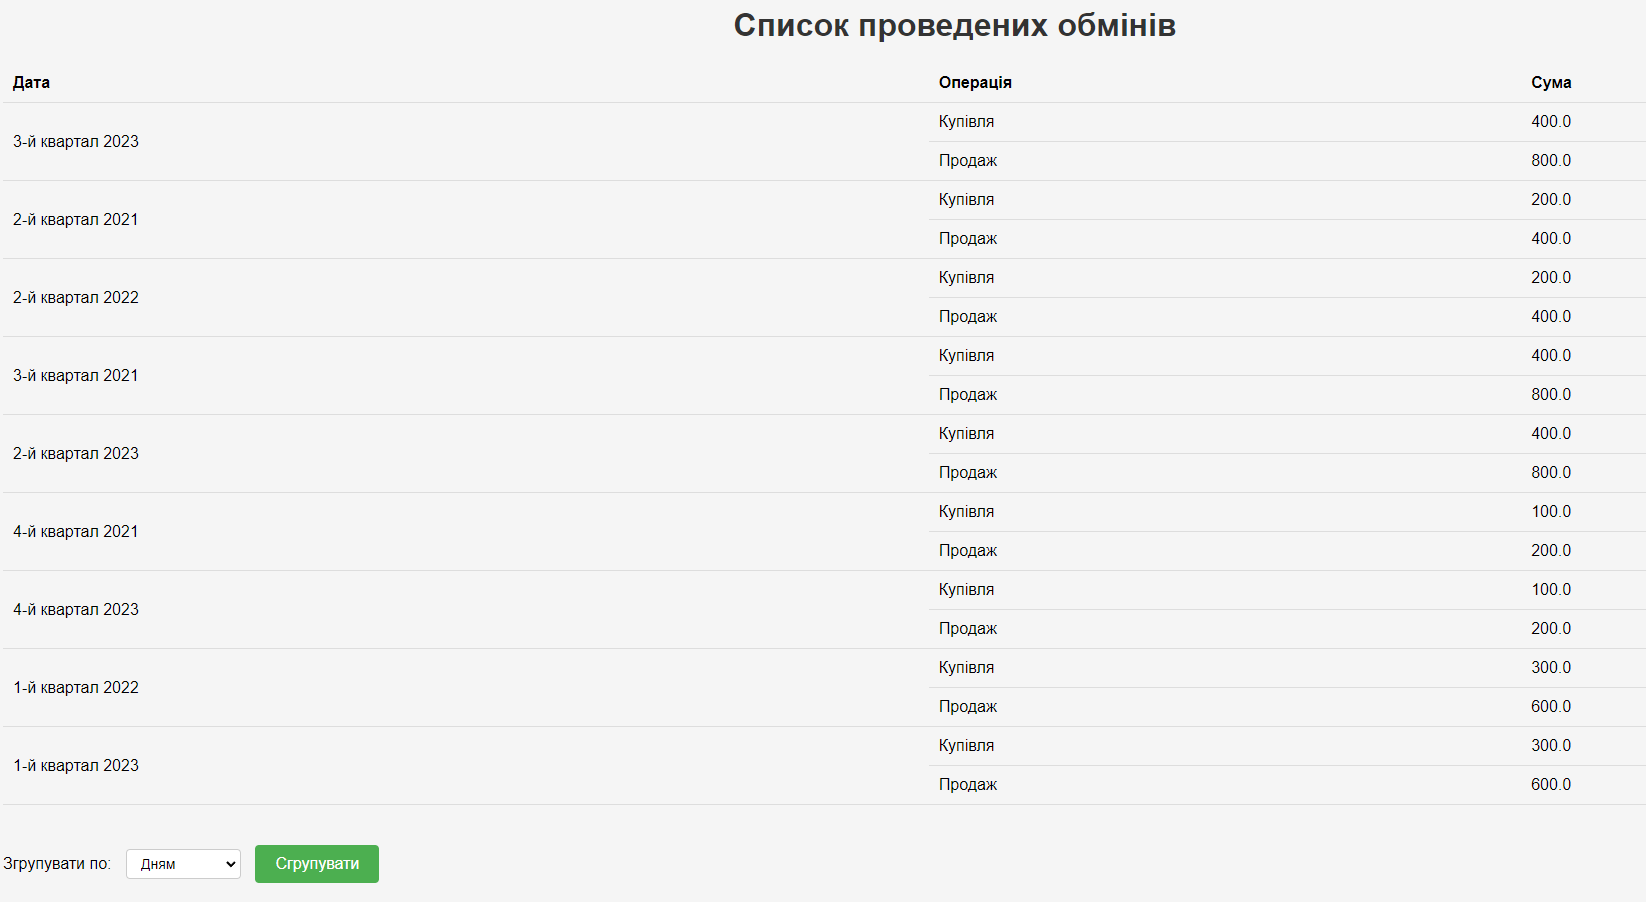 Список проведених обмінів
Дата Операція Сума
3-й квартал 2023
Купівля 400.0
Продаж 800.0
2-й квартал 2021
Купівля 200.0
Продаж 400.0
2-й квартал 2022
Купівля 200.0
Продаж 400.0
3-й квартал 2021
Купівля 400.0
Продаж 800.0
2-й квартал 2023
Купівля 400.0
Продаж 800.0
4-й квартал 2021
Купівля 100.0
Продаж 200.0
4-й квартал 2023
Купівля 100.0
Продаж 200.0
1-й квартал 2022
Купівля 300.0
Продаж 600.0
1-й квартал 2023
Купівля 300.0
Продаж 600.0
Згрупувати по: Дням Сгрупувати